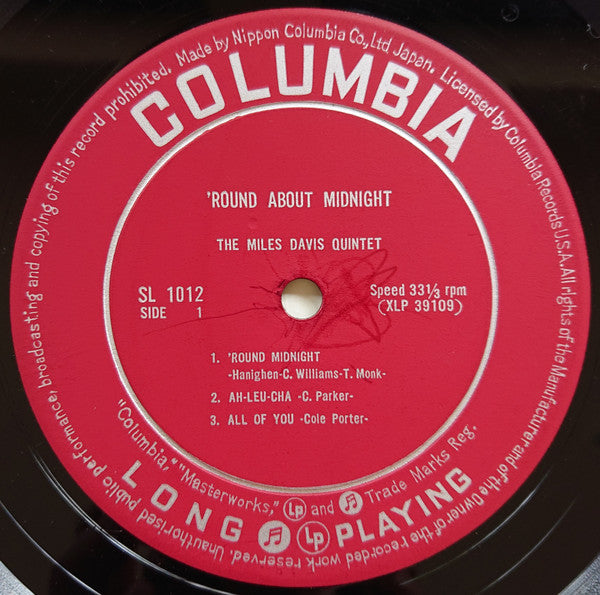 Made by Nippon Columbia Co., Ltd Japan. Licensed by Columbia Records U.S.A. All rights of the Manufacturer and of the Owner of the recorded work reserved. Unauthorised public performance, broadcasting and copying of this record prohibited.
COLUMBIA
'ROUND ABOUT MIDNIGHT
THE MILES DAVIS QUINTET
SL 1012
SIDE 1
Speed 33⅓ rpm
(XLP 39109)
1. 'ROUND MIDNIGHT
-Hanighen-C. Williams-T. Monk-
2. AH-LEU-CHA -C. Parker-
3. ALL OF YOU -Cole Porter-
"Columbia," "Masterworks," Lp and Trade Marks Reg.
LONG Lp PLAYING